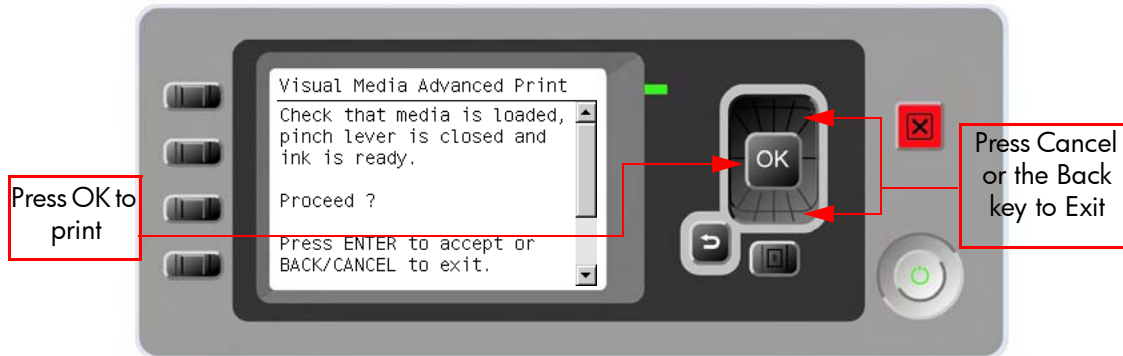 Visual Media Advanced Print
Check that media is loaded,
pinch lever is closed and
ink is ready.
Proceed ?
Press ENTER to accept or
BACK/CANCEL to exit.
OK
Press OK to
print
Press Cancel
or the Back
key to Exit